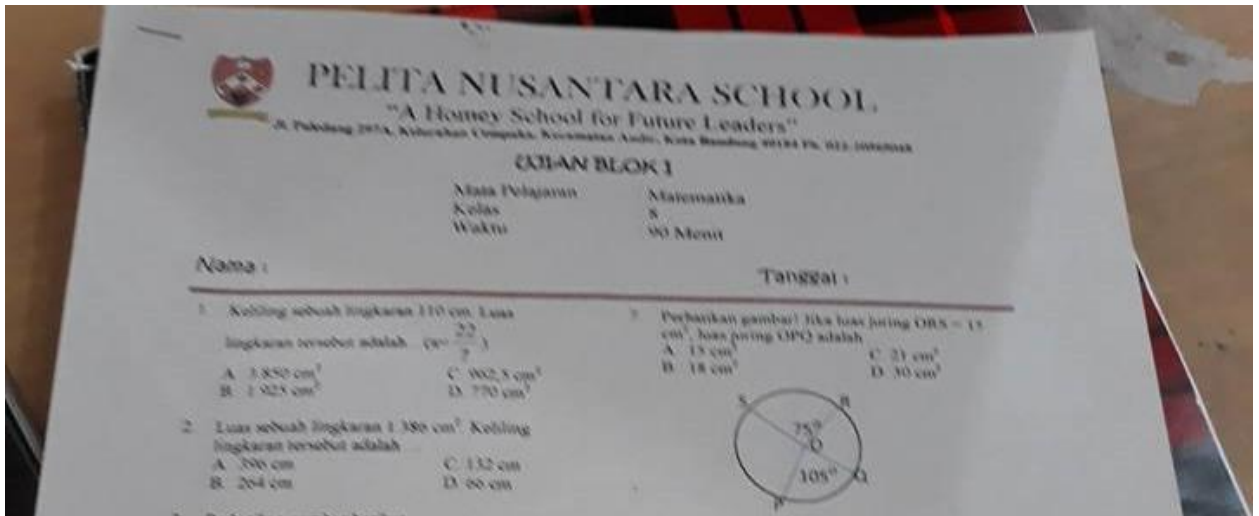 PELITA NUSANTARA SCHOOL
"A Homey School for Future Leaders"
Kota Bandung
UJIAN BLOK 1
Mata Pelajaran Matematika
Kelas 8
Waktu 90 Menit
Nama :
Tanggal :
1. Keliling sebuah lingkaran 110 cm. Luas
lingkaran tersebut adalah (π = 22/7)
A. 3.850 cm² C. 962,5 cm²
B. 1.925 cm² D. 770 cm²
2. Luas sebuah lingkaran 1.386 cm². Keliling
lingkaran tersebut adalah
A. 396 cm C. 132 cm
B. 264 cm D. 66 cm
Perhatikan gambar! Jika luas juring ORS = 15
cm², luas juring OPQ adalah
A. 15 cm² C. 21 cm²
B. 18 cm² D. 30 cm²
S R
75°
O
105° Q
P